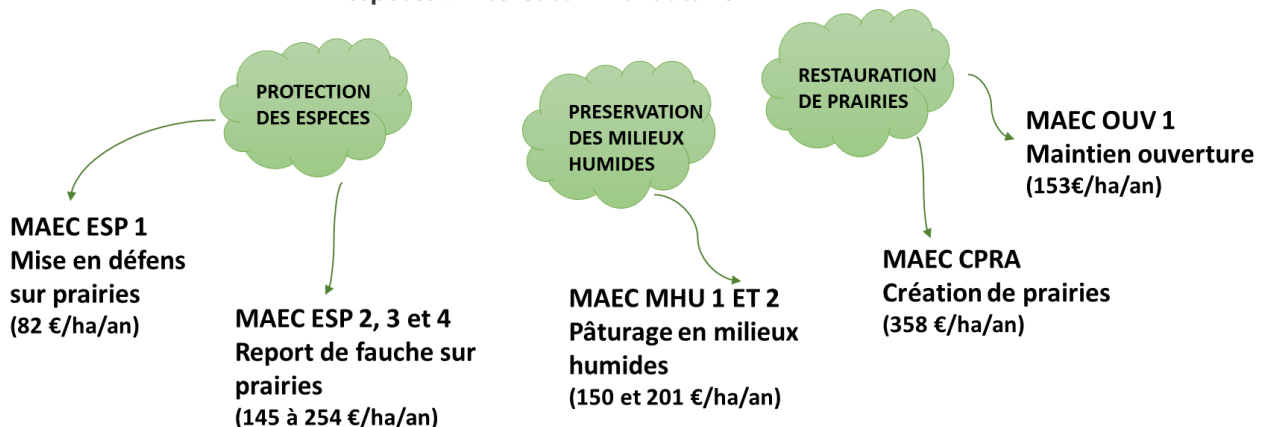 PROTECTION
DES ESPECES
MAEC ESP 1
Mise en défens
sur prairies
(82 €/ha/an)
MAEC ESP 2, 3 et 4
Report de fauche sur
prairies
(145 à 254 €/ha/an)
PRESERVATION
DES MILIEUX
HUMIDES
MAEC MHU 1 ET 2
Pâturage en milieux
humides
(150 et 201 €/ha/an)
RESTAURATION
DE PRAIRIES
MAEC OUV 1
Maintien ouverture
(153€/ha/an)
MAEC CPRA
Création de prairies
(358 €/ha/an)